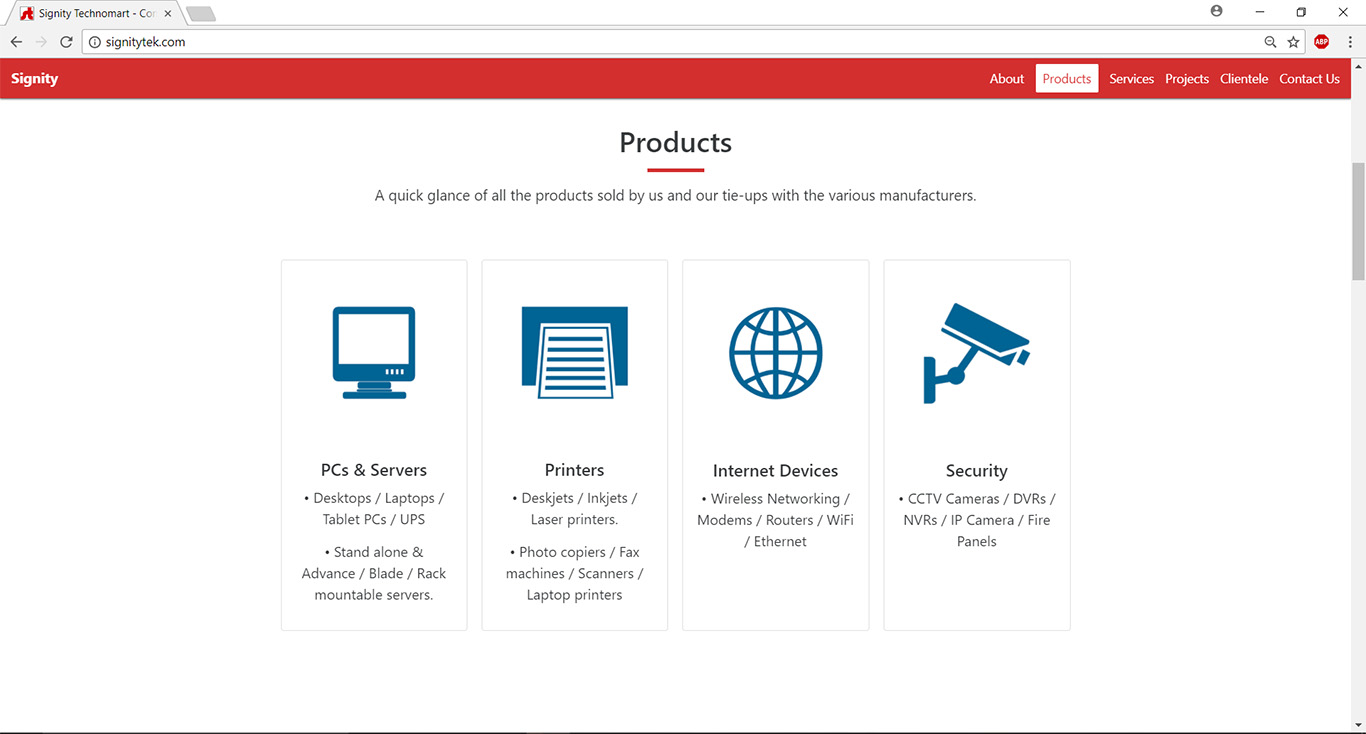 Signity Technomart - Co
signitytek.com
ABP
Signity
About Products Services Projects Clientele Contact Us
Products
A quick glance of all the products sold by us and our tie-ups with the various manufacturers.
PCs & Servers
• Desktops / Laptops /
Tablet PCs / UPS
• Stand alone &
Advance / Blade / Rack
mountable servers.
Printers
• Deskjets / Inkjets /
Laser printers.
• Photo copiers / Fax
machines / Scanners /
Laptop printers
Internet Devices
• Wireless Networking /
Modems / Routers / WiFi
/ Ethernet
Security
• CCTV Cameras / DVRs /
NVRs / IP Camera / Fire
Panels